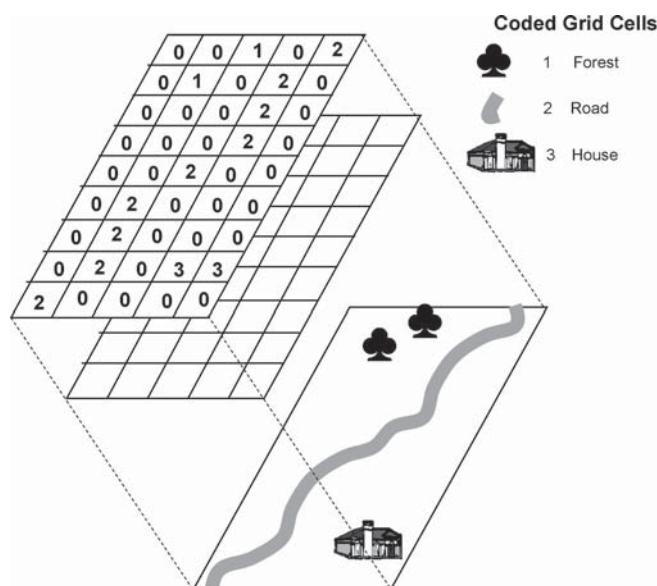 Coded Grid Cells
1 Forest
2 Road
3 House
0 0 1 0 2
0 1 0 2 0
0 0 0 2 0
0 0 0 2 0
0 0 2 0 0
0 2 0 0 0
0 2 0 0 0
0 2 0 3 3
2 0 0 0 0